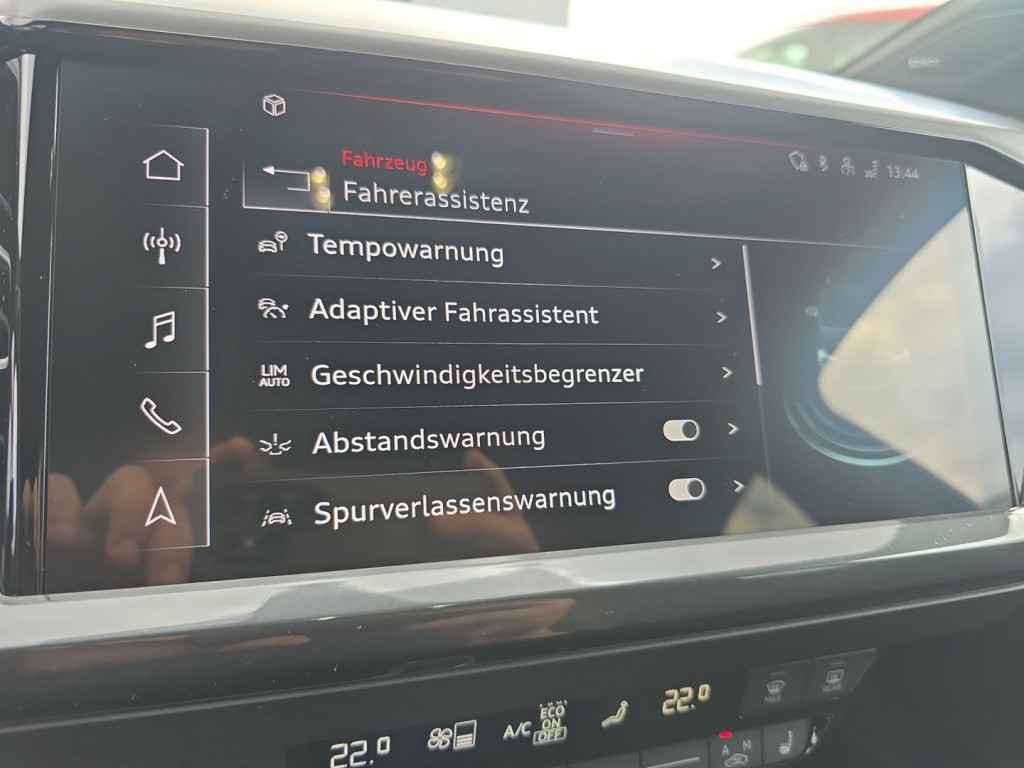 Fahrzeug
Fahrerassistenz
13:44
Tempowarnung
Adaptiver Fahrassistent
LIM
AUTO
Geschwindigkeitsbegrenzer
Abstandswarnung
Spurverlassenswarnung
22.0
A/C
ECO
ON
OFF
22.0
MAX
REAR
A M